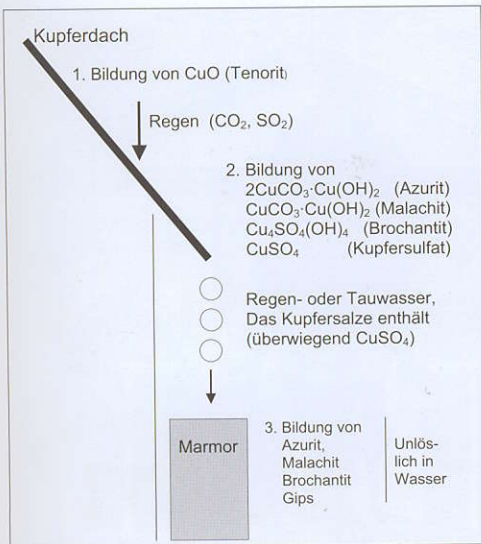 Kupferdach
1. Bildung von CuO (Tenorit)
Regen (CO₂, SO₂)
2. Bildung von
2CuCO₃·Cu(OH)₂ (Azurit)
CuCO₃·Cu(OH)₂ (Malachit)
Cu₄SO₄(OH)₄ (Brochantit)
CuSO₄ (Kupfersulfat)
Regen- oder Tauwasser,
Das Kupfersalze enthält
(überwiegend CuSO₄)
Marmor
3. Bildung von
Azurit,
Malachit
Brochantit
Gips
Unlös-
lich in
Wasser